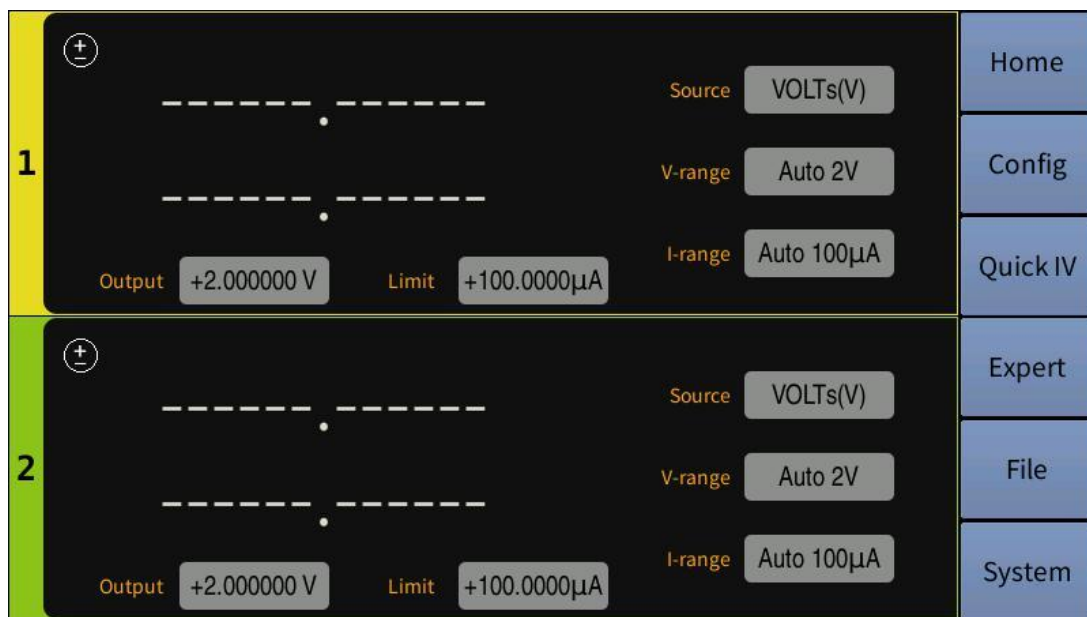 1
±
------.------
------.------
Source VOLTs(V)
V-range Auto 2V
I-range Auto 100µA
Output +2.000000 V Limit +100.0000µA
2
±
------.------
------.------
Source VOLTs(V)
V-range Auto 2V
I-range Auto 100µA
Output +2.000000 V Limit +100.0000µA
Home
Config
Quick IV
Expert
File
System